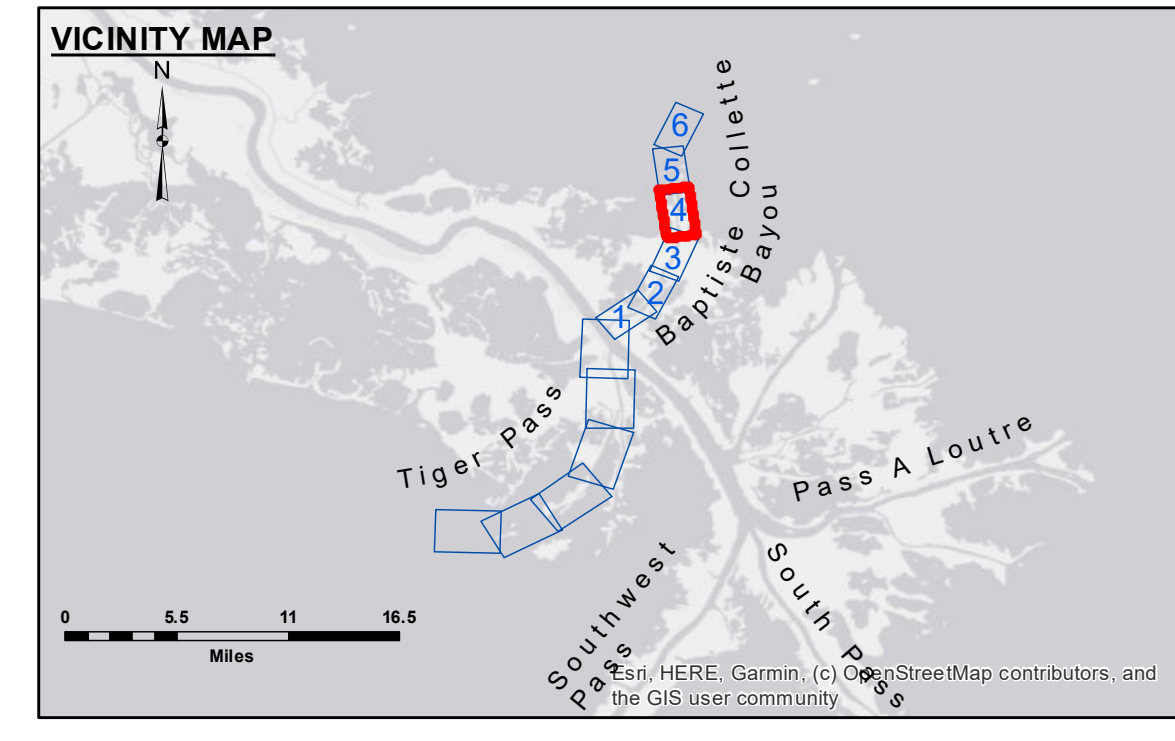 VICINITY MAP
N
6
5
4
3
2
1
Baptiste Collette
Bayou
Tiger Pass
Pass A Loutre
Southwest
Pass
South Pass
0 5.5 11 16.5
Miles
Esri, HERE, Garmin, (c) OpenStreetMap contributors, and
the GIS user community